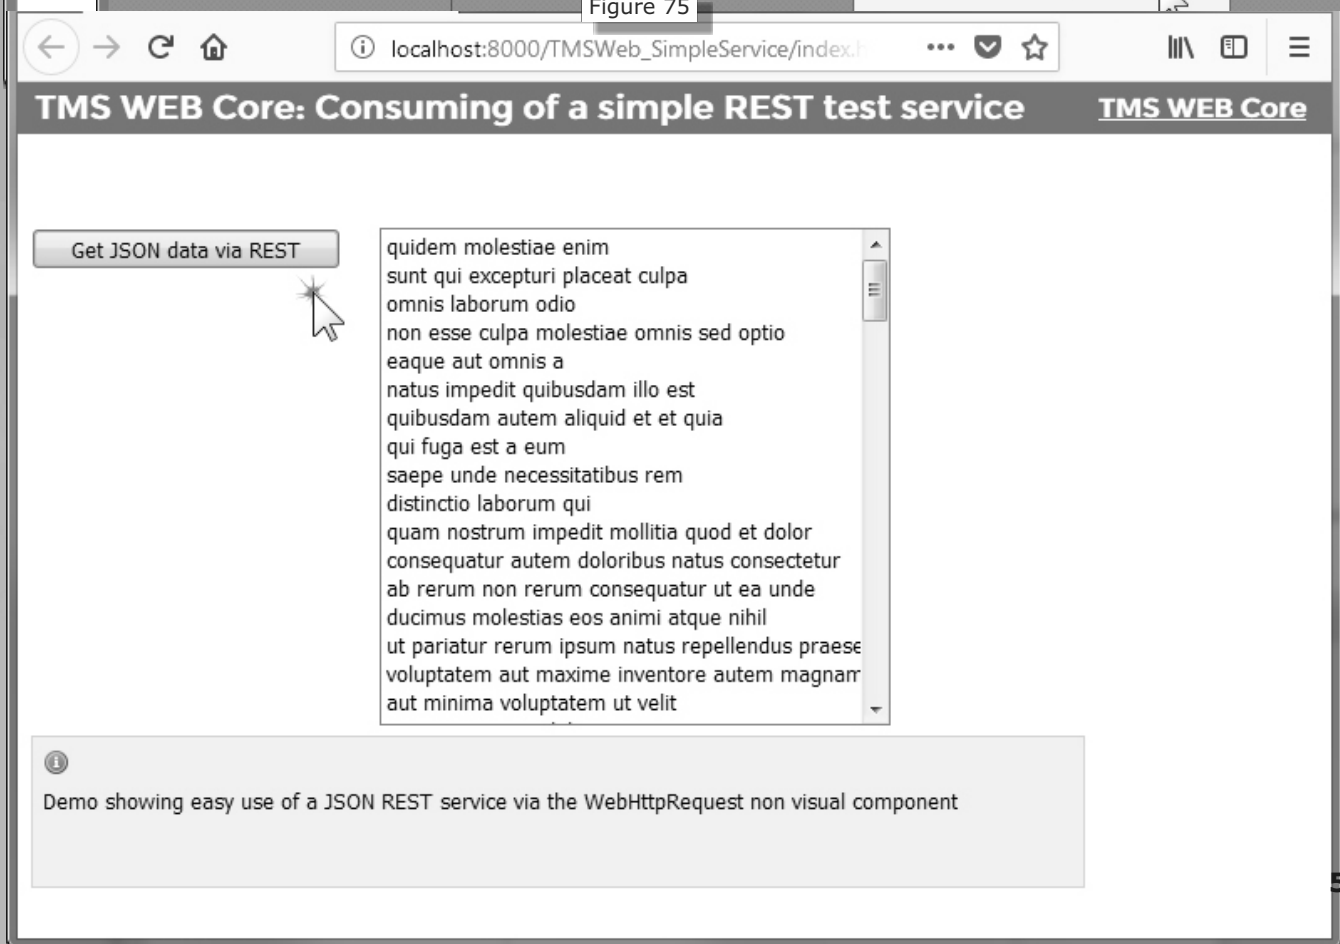 Figure 75
localhost:8000/TMSWeb_SimpleService/index.h
TMS WEB Core: Consuming of a simple REST test service
TMS WEB Core
Get JSON data via REST
quidem molestiae enim
sunt qui excepturi placeat culpa
omnis laborum odio
non esse culpa molestiae omnis sed optio
eaque aut omnis a
natus impedit quibusdam illo est
quibusdam autem aliquid et et quia
qui fuga est a eum
saepe unde necessitatibus rem
distinctio laborum qui
quam nostrum impedit mollitia quod et dolor
consequatur autem doloribus natus consectetur
ab rerum non rerum consequatur ut ea unde
ducimus molestias eos animi atque nihil
ut pariatur rerum ipsum natus repellendus praese
voluptatem aut maxime inventore autem magnam
aut minima voluptatem ut velit
Demo showing easy use of a JSON REST service via the WebHttpRequest non visual component
5